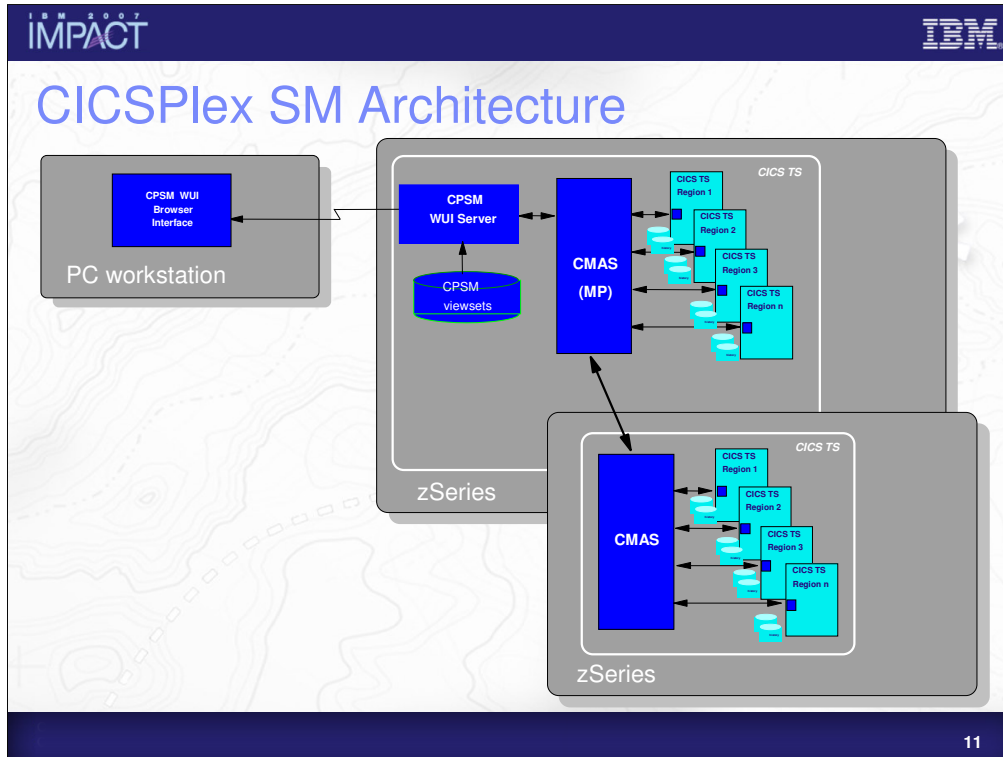 IBM 2007
IMPACT
IBM
CICSPlex SM Architecture
CPSM WUI
Browser
Interface
PC workstation
CICS TS
CPSM
WUI Server
CPSM
viewsets
CMAS
(MP)
CICS TS
Region 1
CICS TS
Region 2
CICS TS
Region 3
CICS TS
Region n
zSeries
CICS TS
CMAS
CICS TS
Region 1
CICS TS
Region 2
CICS TS
Region 3
CICS TS
Region n
zSeries
11